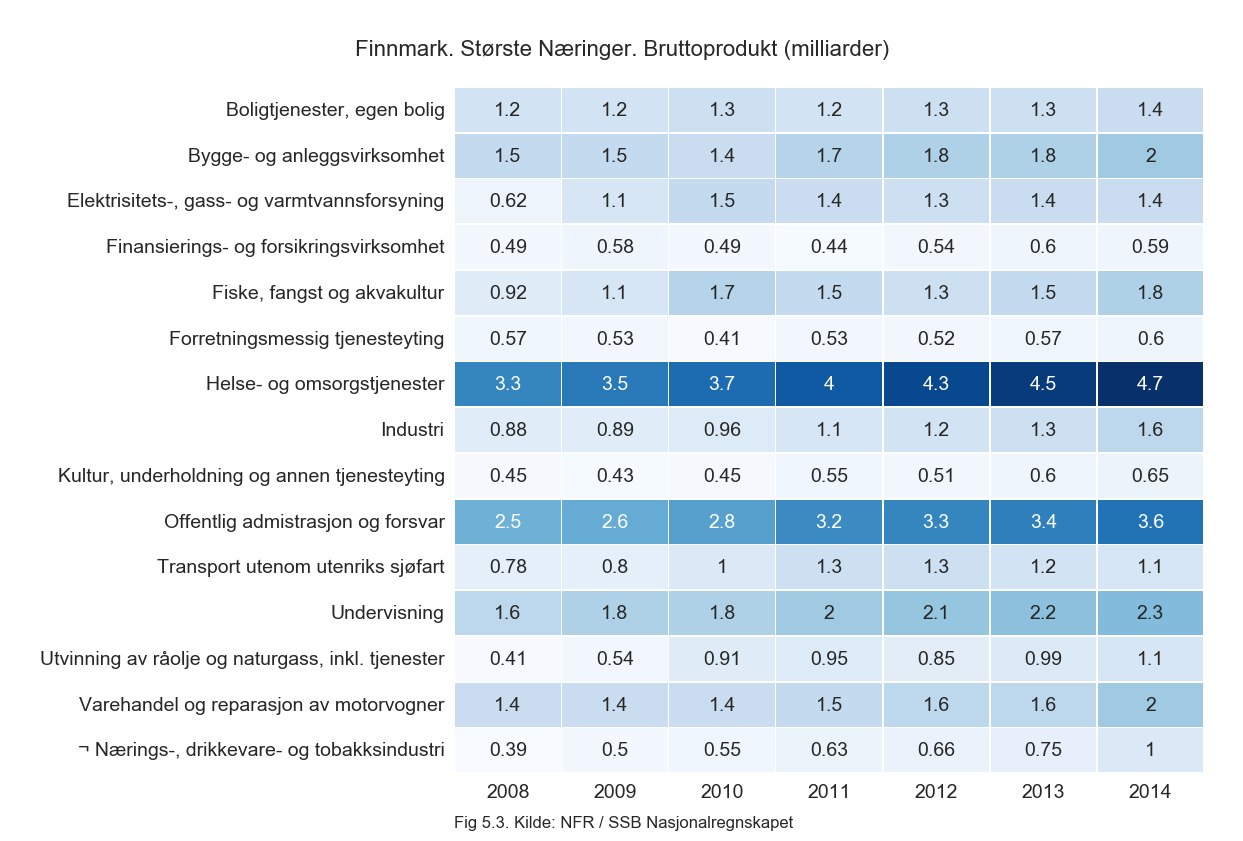 Finnmark. Største Næringer. Bruttoprodukt (milliarder)
Boligtjenester, egen bolig 1.2 1.2 1.3 1.2 1.3 1.3 1.4
Bygge- og anleggsvirksomhet 1.5 1.5 1.4 1.7 1.8 1.8 2
Elektrisitets-, gass- og varmtvannsforsyning 0.62 1.1 1.5 1.4 1.3 1.4 1.4
Finansierings- og forsikringsvirksomhet 0.49 0.58 0.49 0.44 0.54 0.6 0.59
Fiske, fangst og akvakultur 0.92 1.1 1.7 1.5 1.3 1.5 1.8
Forretningsmessig tjenesteyting 0.57 0.53 0.41 0.53 0.52 0.57 0.6
Helse- og omsorgstjenester 3.3 3.5 3.7 4 4.3 4.5 4.7
Industri 0.88 0.89 0.96 1.1 1.2 1.3 1.6
Kultur, underholdning og annen tjenesteyting 0.45 0.43 0.45 0.55 0.51 0.6 0.65
Offentlig admistrasjon og forsvar 2.5 2.6 2.8 3.2 3.3 3.4 3.6
Transport utenom utenriks sjøfart 0.78 0.8 1 1.3 1.3 1.2 1.1
Undervisning 1.6 1.8 1.8 2 2.1 2.2 2.3
Utvinning av råolje og naturgass, inkl. tjenester 0.41 0.54 0.91 0.95 0.85 0.99 1.1
Varehandel og reparasjon av motorvogner 1.4 1.4 1.4 1.5 1.6 1.6 2
¬ Nærings-, drikkevare- og tobakksindustri 0.39 0.5 0.55 0.63 0.66 0.75 1
2008 2009 2010 2011 2012 2013 2014
Fig 5.3. Kilde: NFR / SSB Nasjonalregnskapet